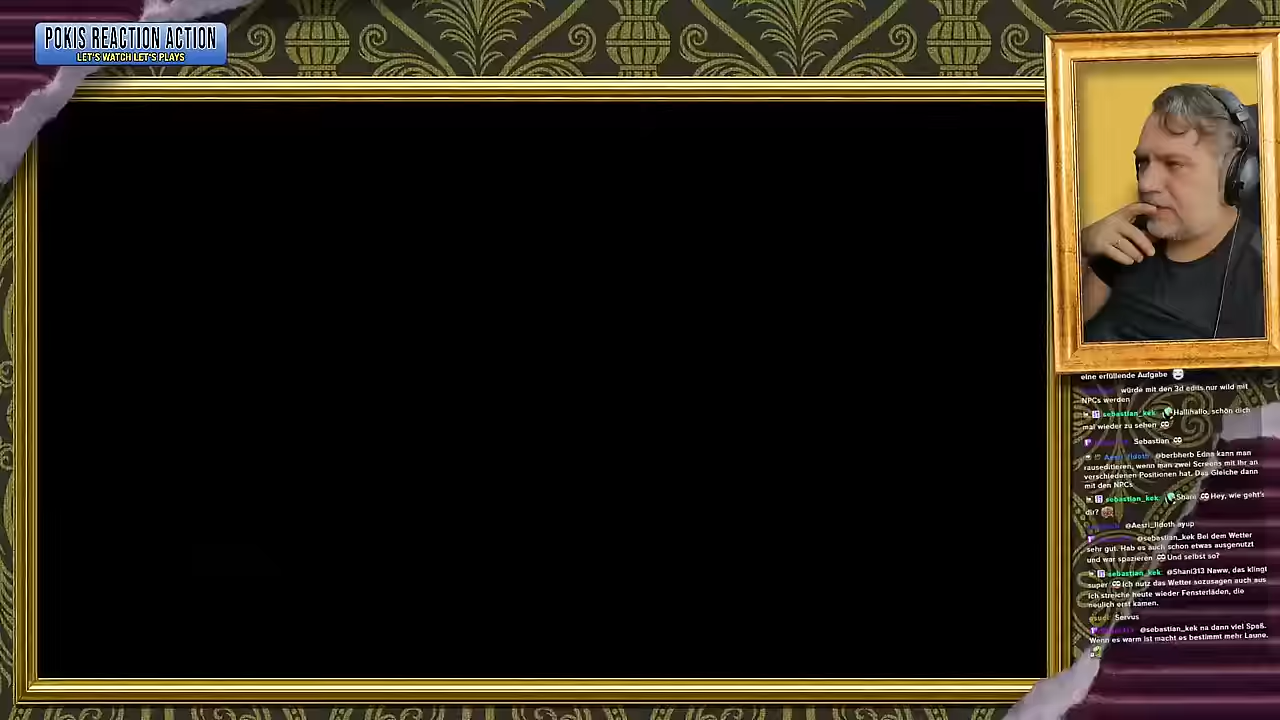 POKIS REACTION ACTION
LET'S WATCH LET'S PLAYS
eine erfüllende Aufgabe
würde mit den 3d edits nur wild mit
NPCs werden
sebastian_kek: Hallihallo, schön dich
mal wieder zu sehen
Sebastian
@berbherb Edna kann man
rauseditieren, wenn man zwei Screens mit ihr an
verschiedenen Positionen hat. Das Gleiche dann
mit den NPCs
sebastian_kek: Shani Hey, wie geht's
dir?
@Aesri_lidoth ayup
@sebastian_kek Bei dem Wetter
sehr gut. Hab es auch schon etwas ausgenutzt
und war spazieren Und selbst so?
sebastian_kek: @Shani313 Naww, das klingt
super Ich nutz das Wetter sozusagen auch aus
Ich streiche heute wieder Fensterläden, die
neulich erst kamen.
Servus
@sebastian_kek na dann viel Spaß.
Wenn es warm ist macht es bestimmt mehr Laune.